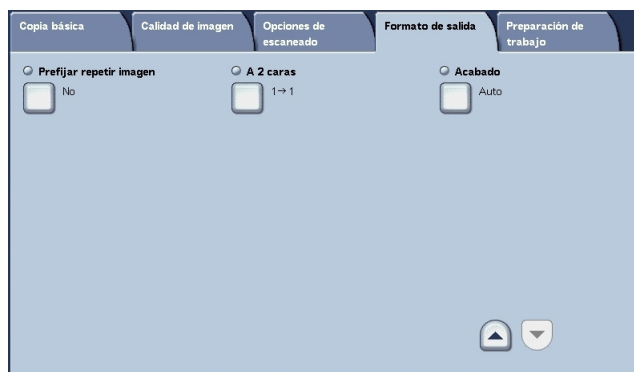 Copia básica
Calidad de imagen
Opciones de
escaneado
Formato de salida
Preparación de
trabajo
Prefijar repetir imagen
No
A 2 caras
1→1
Acabado
Auto